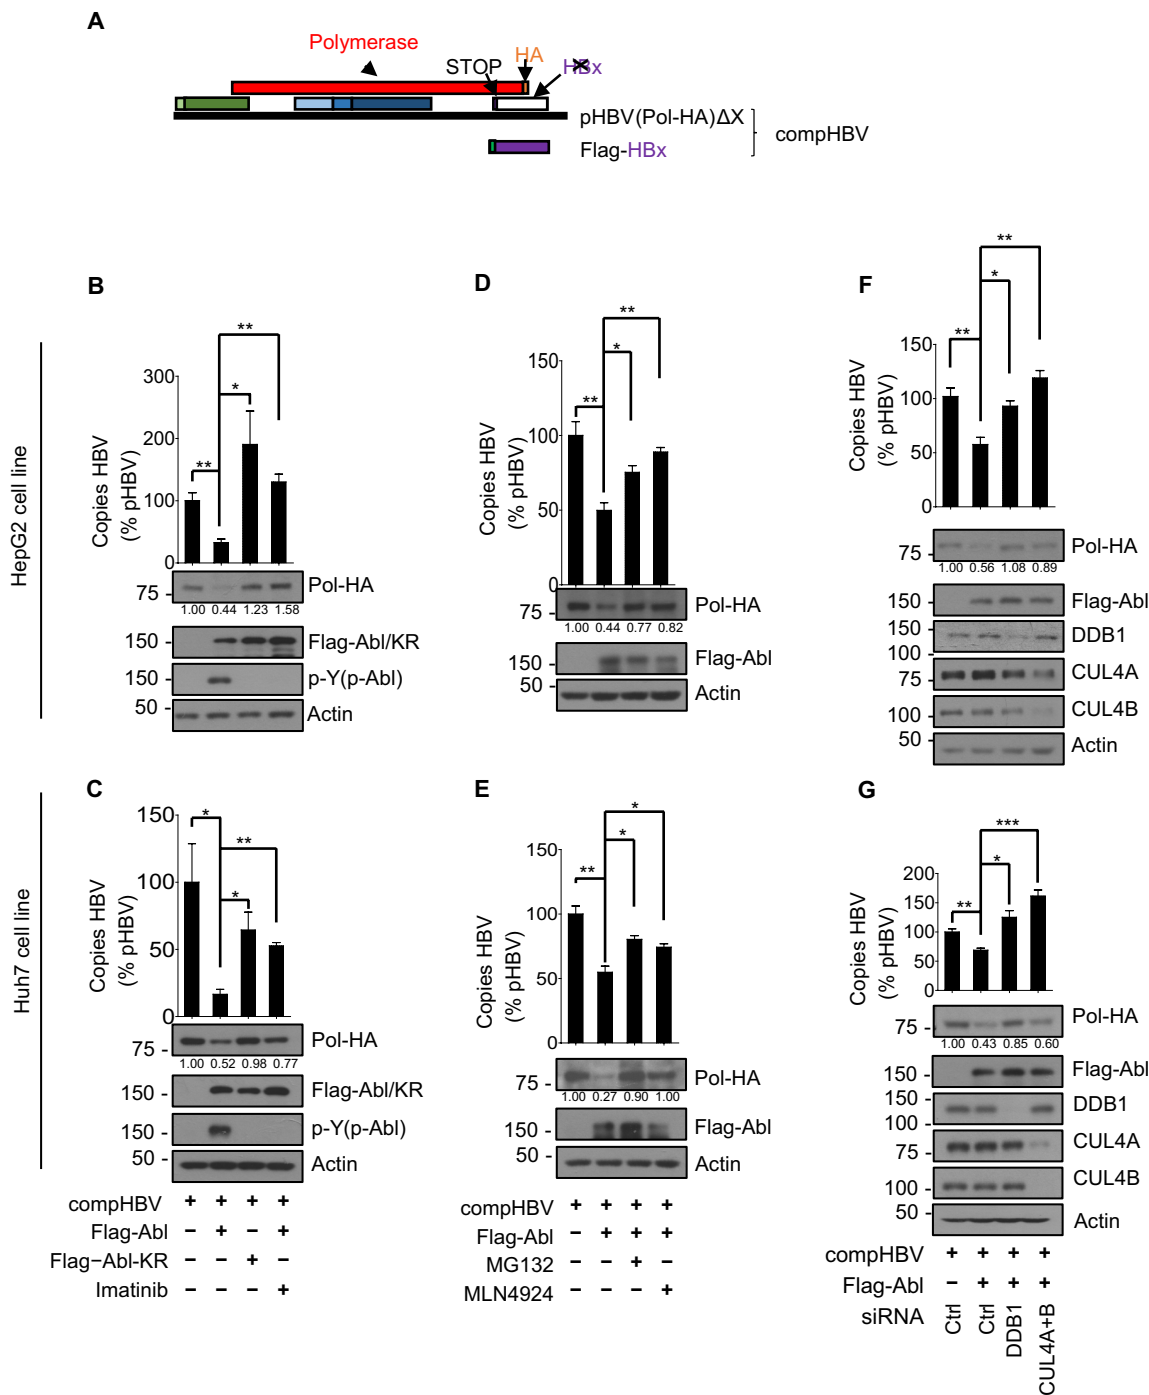 A
Polymerase
STOP
HA
HBx
pHBV(Pol-HA)ΔX
Flag-HBx
compHBV
HepG2 cell line
B
Copies HBV
(% pHBV)
300
200
100
0
**
*
**
75 -
Pol-HA
1.00 0.44 1.23 1.58
150 -
Flag-Abl/KR
150 -
p-Y(p-Abl)
50 -
Actin
D
Copies HBV
(% pHBV)
150
100
50
0
**
*
**
75 -
Pol-HA
1.00 0.44 0.77 0.82
150 -
Flag-Abl
50 -
Actin
F
Copies HBV
(% pHBV)
150
100
50
0
**
*
**
75 -
Pol-HA
1.00 0.56 1.08 0.89
150 -
Flag-Abl
150 -
DDB1
100 -
75 -
CUL4A
100 -
CUL4B
50 -
Actin
Huh7 cell line
C
Copies HBV
(% pHBV)
150
100
50
0
*
**
*
75 -
Pol-HA
1.00 0.52 0.98 0.77
150 -
Flag-Abl/KR
150 -
p-Y(p-Abl)
50 -
Actin
compHBV + + + +
Flag-Abl − + − +
Flag−Abl-KR − − + −
Imatinib − − − +
E
Copies HBV
(% pHBV)
150
100
50
0
**
*
*
75 -
Pol-HA
1.00 0.27 0.90 1.00
150 -
Flag-Abl
50 -
Actin
compHBV + + + +
Flag-Abl − + + +
MG132 − − + −
MLN4924 − − − +
G
Copies HBV
(% pHBV)
200
150
100
50
0
**
*
***
75 -
Pol-HA
1.00 0.43 0.85 0.60
150 -
Flag-Abl
150 -
DDB1
100 -
75 -
CUL4A
100 -
CUL4B
50 -
Actin
compHBV + + + +
Flag-Abl − + + +
siRNA Ctrl Ctrl DDB1 CUL4A+B